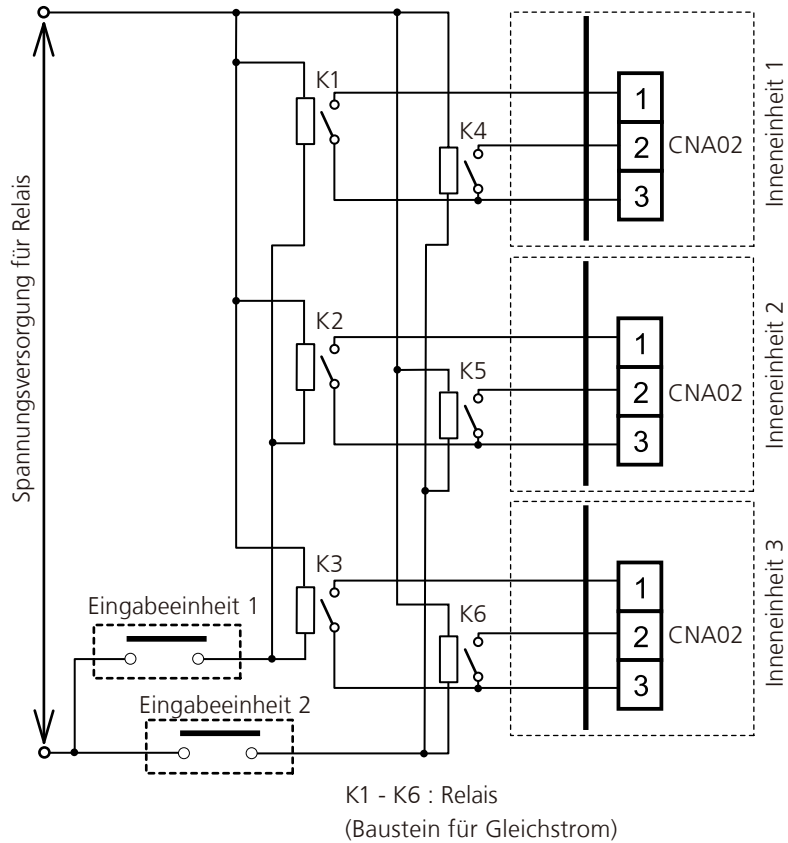 Spannungsversorgung für Relais
K1
K4
1
2
3
CNA02
Inneneinheit 1
K2
K5
1
2
3
CNA02
Inneneinheit 2
K3
K6
1
2
3
CNA02
Inneneinheit 3
Eingabeeinheit 1
Eingabeeinheit 2
K1 - K6 : Relais
(Baustein für Gleichstrom)